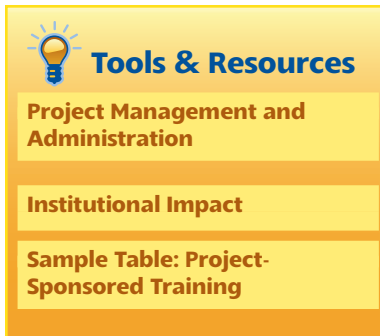 Tools & Resources
Project Management and
Administration
Institutional Impact
Sample Table: Project-
Sponsored Training